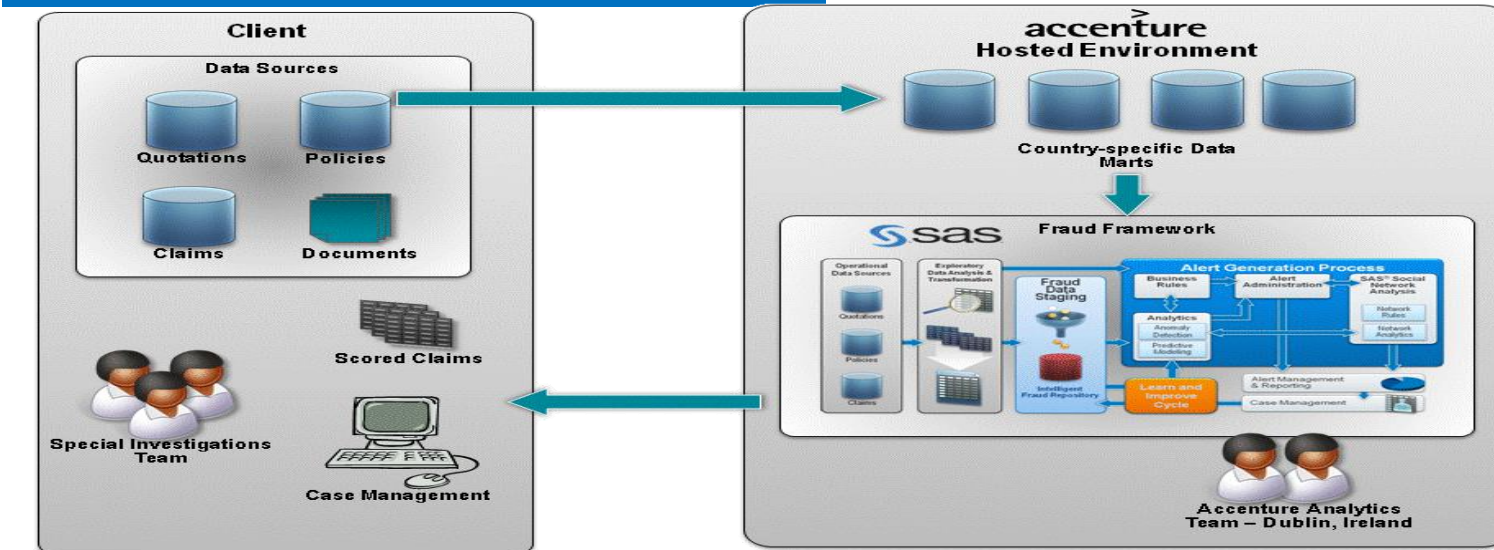 Client
Data Sources
Quotations
Policies
Claims
Documents
Scored Claims
Special Investigations
Team
Case Management
>
accenture
Hosted Environment
Country-specific Data
Marts
sas
Fraud Framework
Operational
Data Sources
Quotations
Policies
Claims
Exploratory
Data Analysis &
Transformation
Fraud
Data
Staging
Intelligent
Fraud Repository
Alert Generation Process
Business
Rules
Alert
Administration
SAS® Social
Network
Analysis
Network
Rules
Network
Analytics
Analytics
Anomaly
Detection
Predictive
Modeling
Learn and
Improve
Cycle
Alert Management
& Reporting
Case Management
Accenture Analytics
Team – Dublin, Ireland